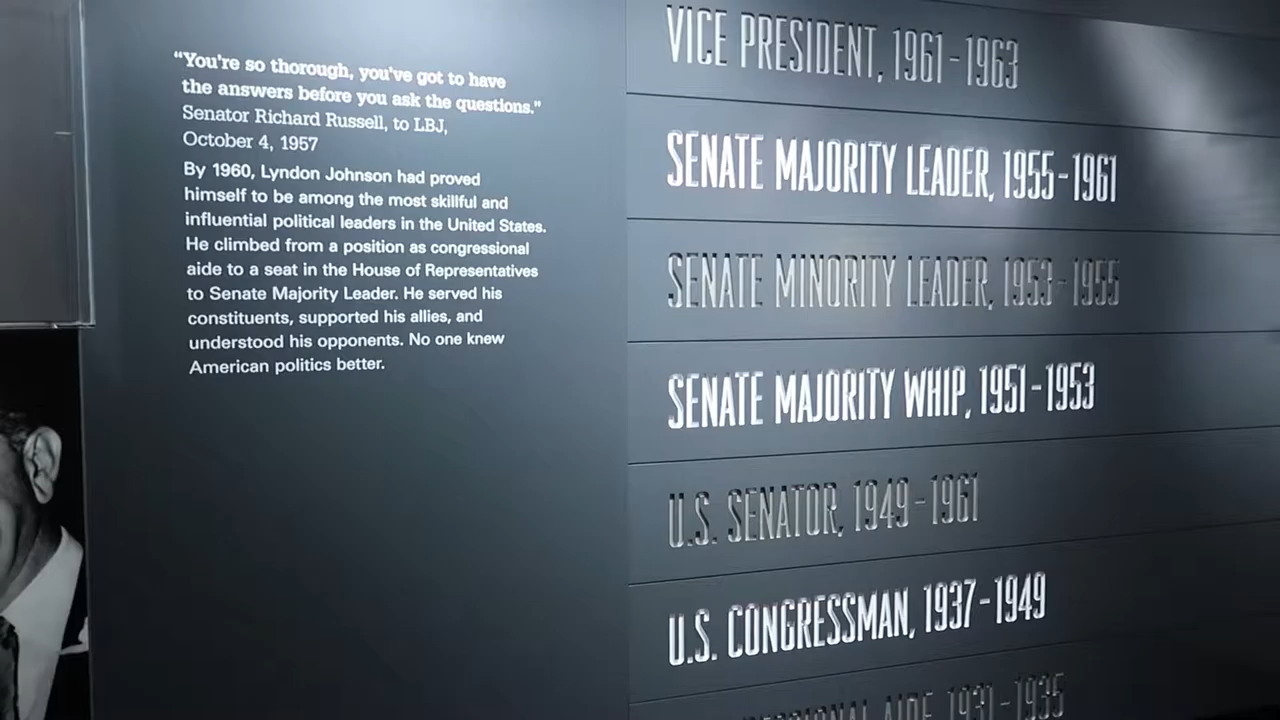 “You're so thorough, you've got to have
the answers before you ask the questions.”
Senator Richard Russell, to LBJ,
October 4, 1957
By 1960, Lyndon Johnson had proved
himself to be among the most skillful and
influential political leaders in the United States.
He climbed from a position as congressional
aide to a seat in the House of Representatives
to Senate Majority Leader. He served his
constituents, supported his allies, and
understood his opponents. No one knew
American politics better.
VICE PRESIDENT, 1961-1963
SENATE MAJORITY LEADER, 1955-1961
SENATE MINORITY LEADER, 1953-1955
SENATE MAJORITY WHIP, 1951-1953
U.S. SENATOR, 1949-1961
U.S. CONGRESSMAN, 1937-1949
AIDE, 1931-1935